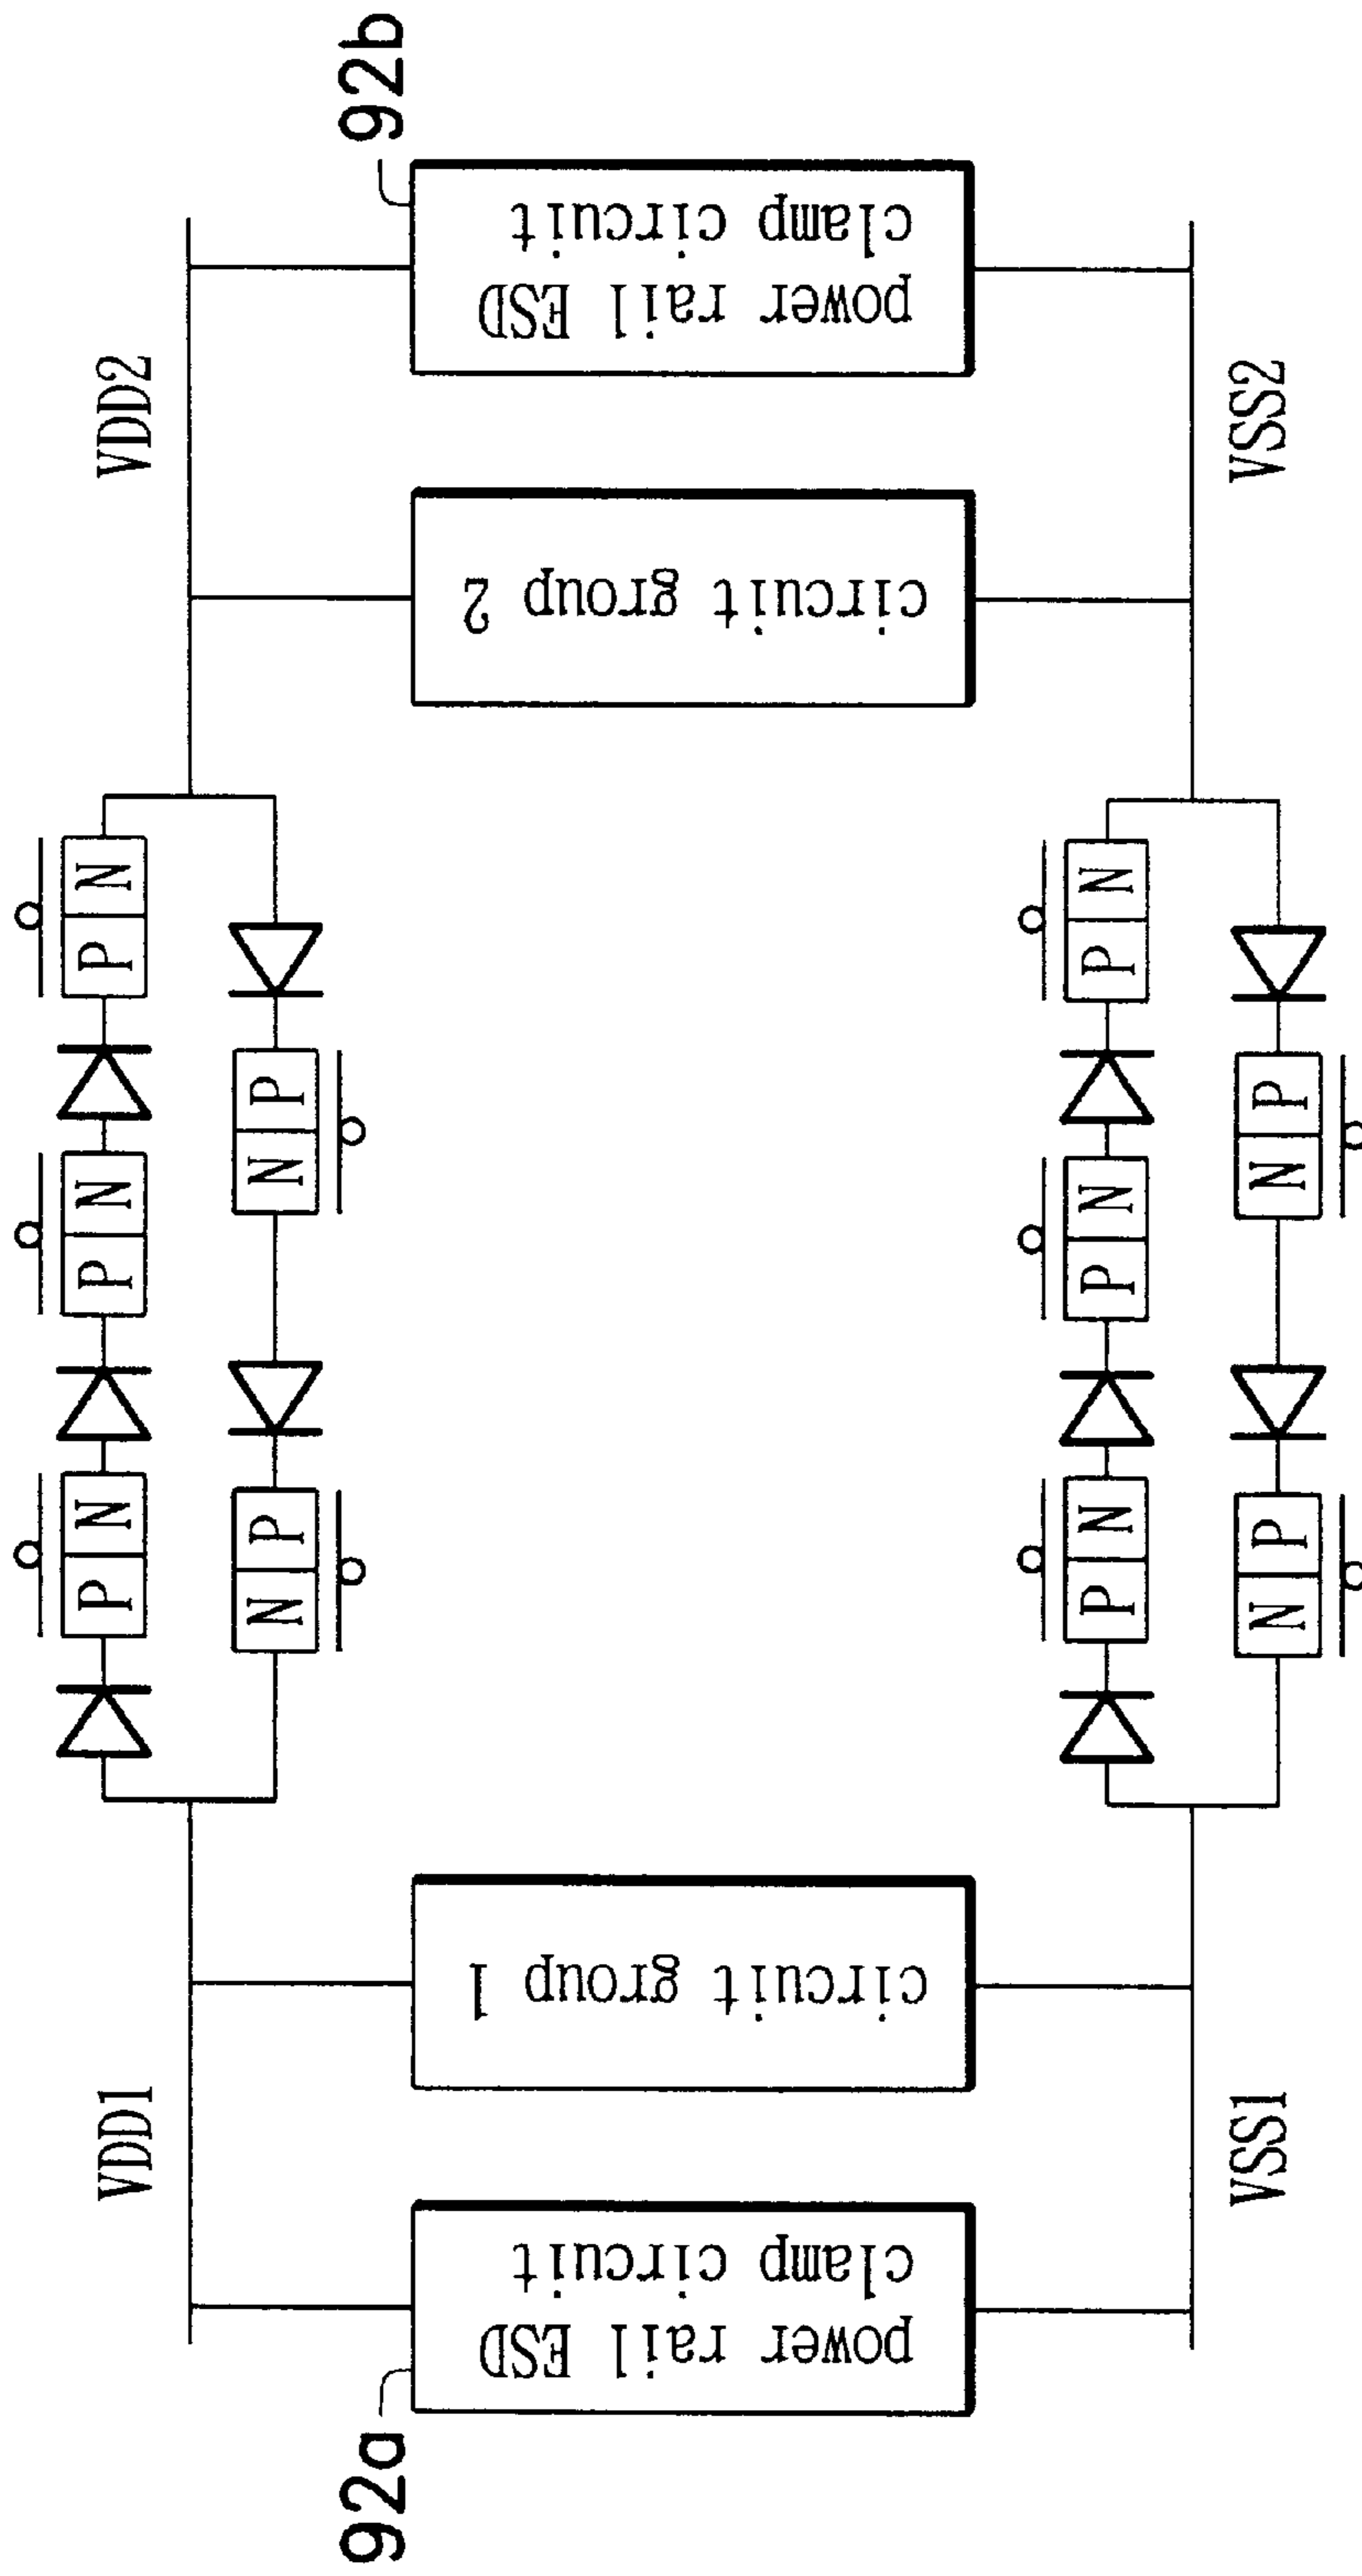 P N P N P N
VDD1
VDD2
N P N P
92a
92b
power rail ESD
clamp circuit
circuit group 1
circuit group 2
power rail ESD
clamp circuit
P N P N P N
VSS1
VSS2
N P N P